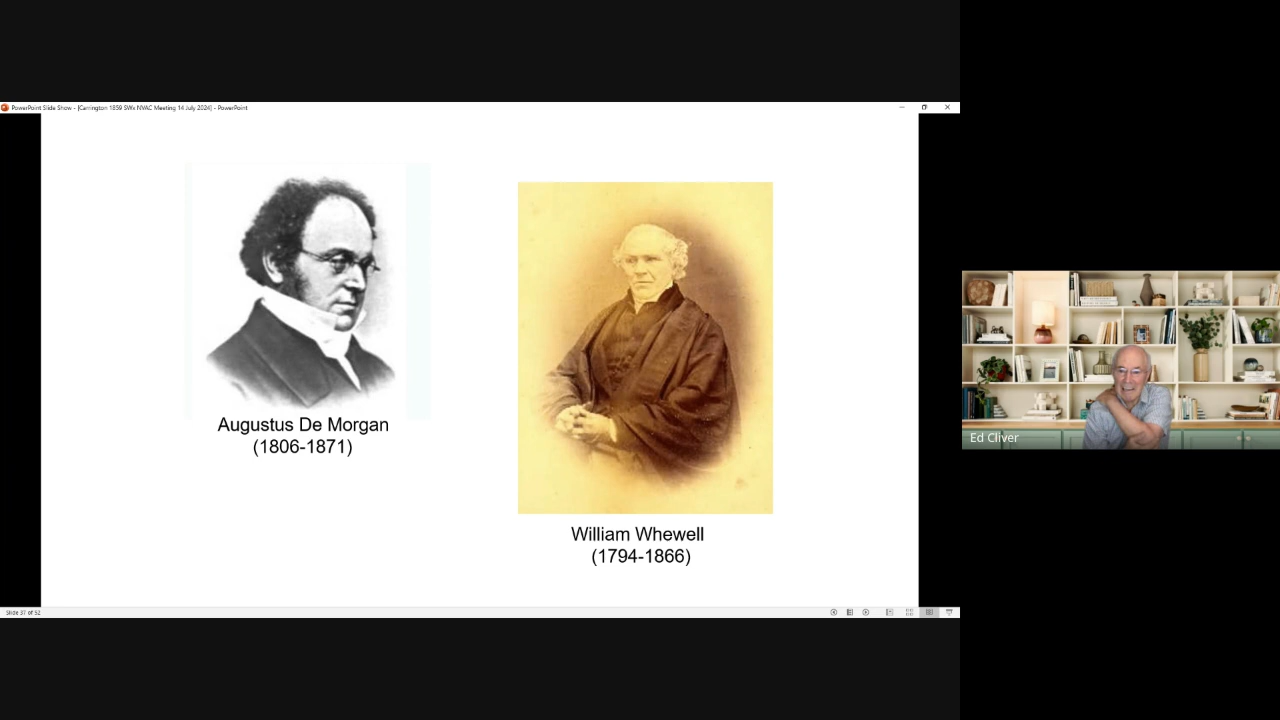 PowerPoint Slide Show - [Carrington 1859 SWx NVAC Meeting 14 July 2024] - PowerPoint
Augustus De Morgan
(1806-1871)
William Whewell
(1794-1866)
Ed Cliver
Slide 37 of 52